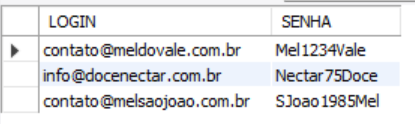 LOGIN SENHA
contato@meldovale.com.br Mel1234Vale
info@docenectar.com.br Nectar75Doce
contato@melsaojoao.com.br SJoao1985Mel